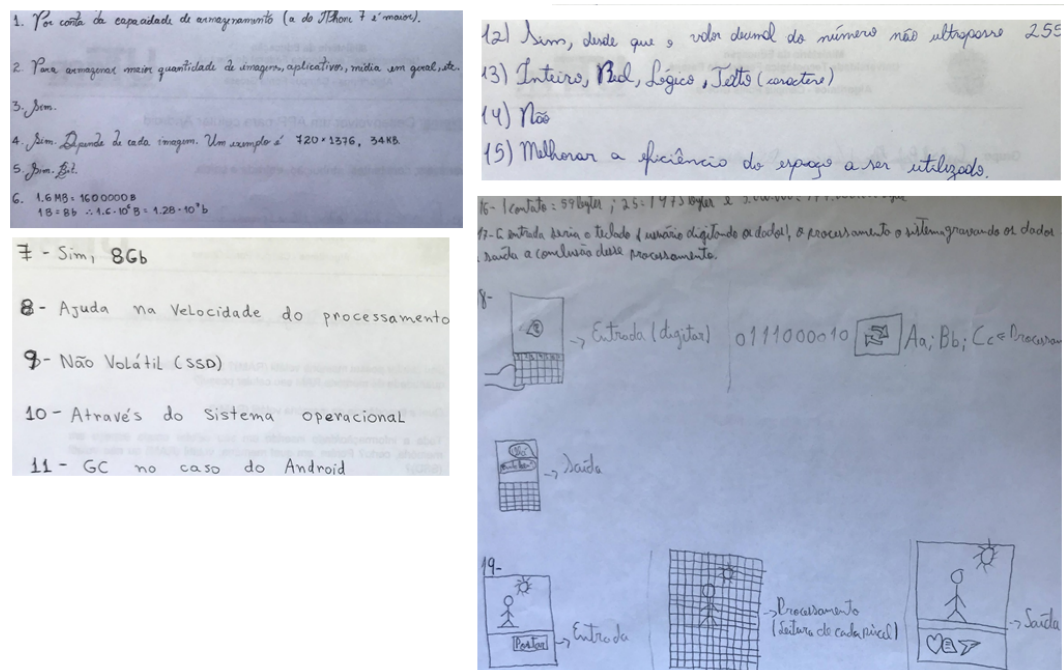 1. Por conta da capacidade de armazenamento (a do IPhone 7 é maior).
2. Para armazenar maior quantidade de imagens, aplicativos, mídia em geral, etc.
3. Sim.
4. Sim. Depende de cada imagem. Um exemplo é 720 × 1376, 34KB.
5. Sim. Bit.
6. 1.6 MB = 1600000 B
1B = 8b ∴ 1.6·10⁶B = 1.28·10⁷b
7 - Sim, 8Gb
8 - Ajuda na velocidade do processamento
9 - Não Volátil (SSD)
10 - Através do sistema operacional
11 - GC no caso do Android
12) Sim, desde que o valor decimal do número não ultrapasse 255
13) Inteiro, Real, Lógico, Texto (caractere)
14) Não
15) Melhorar a eficiência do espaço a ser utilizado.
16- 1 contato: 59 bytes; 25: 1475 bytes e
17- A entrada seria o teclado (usuário digitando os dados), o processamento o sistema gravando os dados
saída a conclusão desse processamento.
8-
→ Entrada (digitar) 0111000010 Aa; Bb; Cc
→ Saída
19-
Postar → Entrada
→ Processamento
(Leitura de cada pixel)
→ Saída